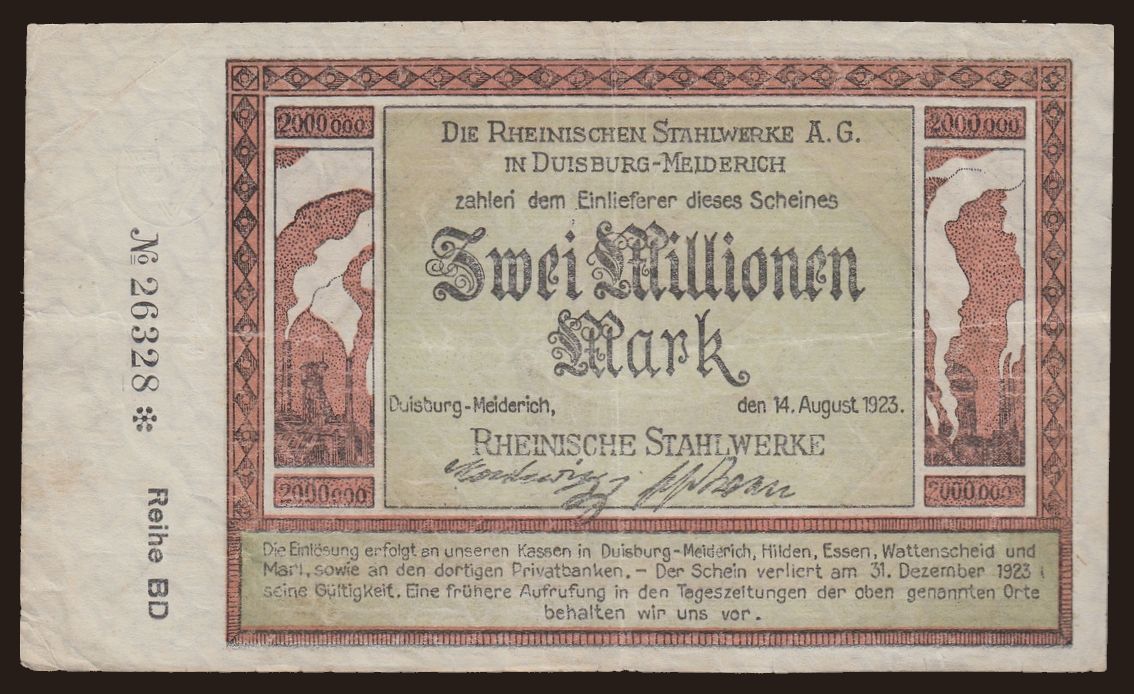 № 26328 ✻
Reihe BD
2000000
2000000
DIE RHEINISCHEN STAHLWERKE A.G.
IN DUISBURG-MEIDERICH
zahlen dem Einlieferer dieses Scheines
Zwei Millionen
Mark
Duisburg-Meiderich, den 14. August 1923.
RHEINISCHE STAHLWERKE
2000000
2000000
Die Einlösung erfolgt an unseren Kassen in Duisburg-Meiderich, Hilden, Essen, Wattenscheid und
Marl, sowie an den dortigen Privatbanken. - Der Schein verliert am 31. Dezember 1923
seine Gültigkeit. Eine frühere Aufrufung in den Tageszeitungen der oben genannten Orte
behalten wir uns vor.